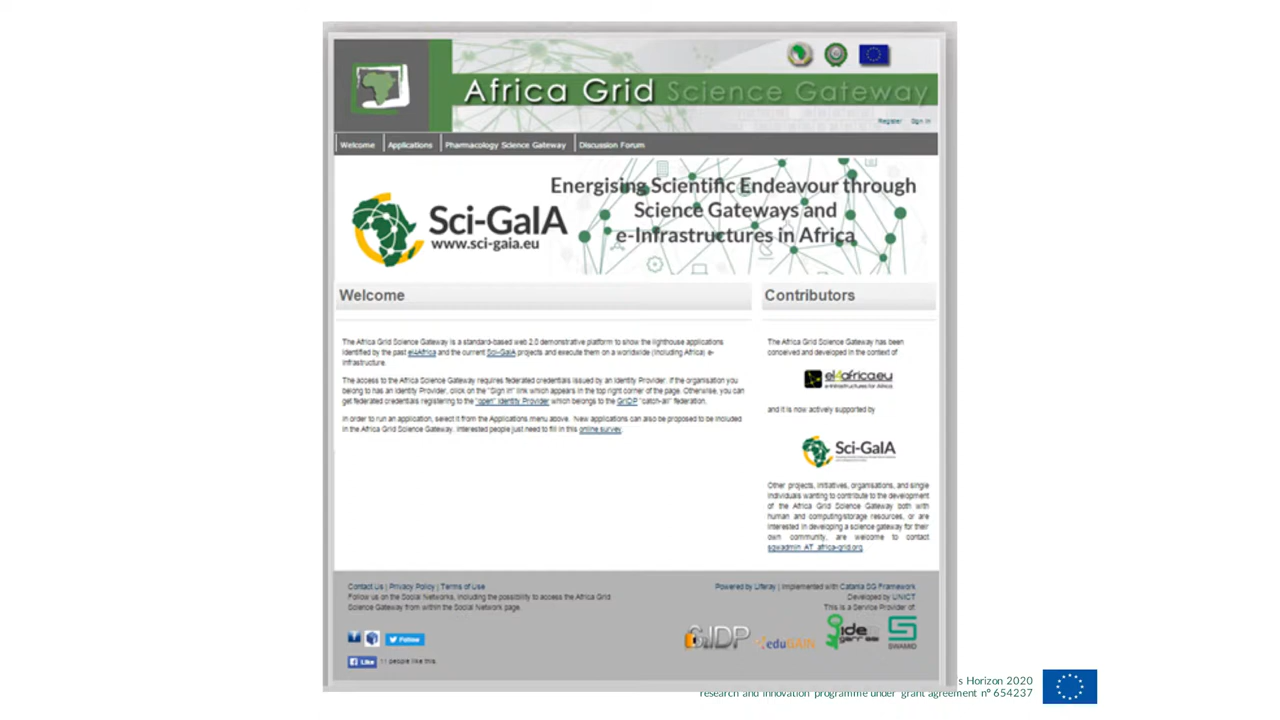 Africa Grid Science Gateway
Register Sign In
Welcome Applications Pharmacology Science Gateway Discussion Forum
Sci-GaIA
www.sci-gaia.eu
Energising Scientific Endeavour through
Science Gateways and
e-Infrastructures in Africa
Welcome
The Africa Grid Science Gateway is a standard-based web 2.0 demonstrative platform to show the lighthouse applications
identified by the past ei4Africa and the current Sci-GaIA projects and execute them on a worldwide (including Africa) e-
Infrastructure.
The access to the Africa Science Gateway requires federated credentials issued by an Identity Provider. If the organisation you
belong to has an Identity Provider, click on the "Sign in" link which appears in the top right corner of the page. Otherwise, you can
get federated credentials registering to the "open" Identity Provider which belongs to the GrIDP "catch-all" federation.
In order to run an application, select it from the Applications menu above. New applications can also be proposed to be included
in the Africa Grid Science Gateway. Interested people just need to fill in this online survey.
Contributors
The Africa Grid Science Gateway has been
conceived and developed in the context of
ei4africa.eu
e-Infrastructures for Africa
and it is now actively supported by
Sci-GaIA
Other projects, initiatives, organisations, and single
individuals wanting to contribute to the development
of the Africa Grid Science Gateway both with
human and computing/storage resources, or are
interested in developing a science gateway for their
own community, are welcome to contact
sgwadmin AT africa-grid.org
Contact Us | Privacy Policy | Terms of Use
Follow us on the Social Networks, including the possibility to access the Africa Grid
Science Gateway from within the Social Network page.
Follow
Like 11 people like this.
Powered by Liferay | Implemented with Catania SG Framework
Developed by UNICT
This is a Service Provider of:
GrIDP
eduGAIN
ide
SWAMID
s Horizon 2020
research and innovation programme under grant agreement nº 654237